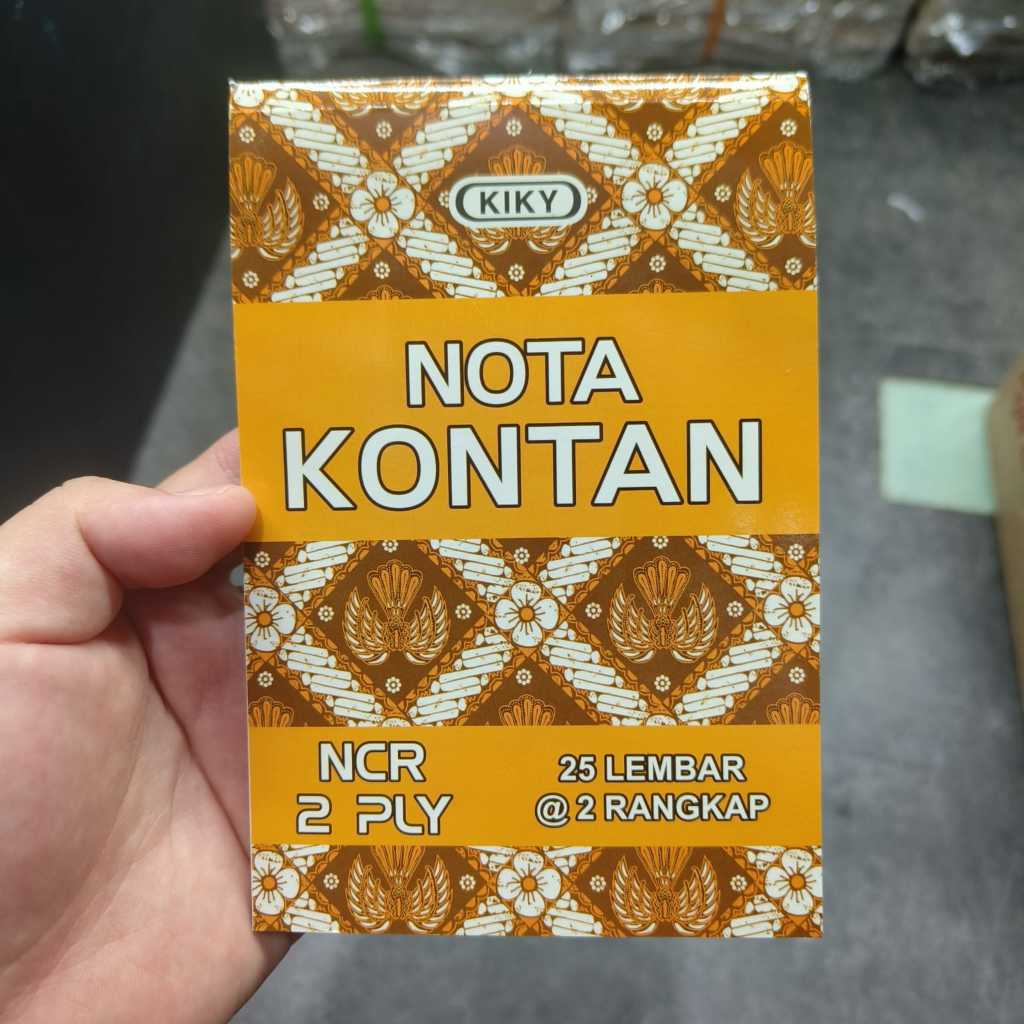 KIKY
NOTA
KONTAN
NCR
2 PLY
25 LEMBAR
@ 2 RANGKAP